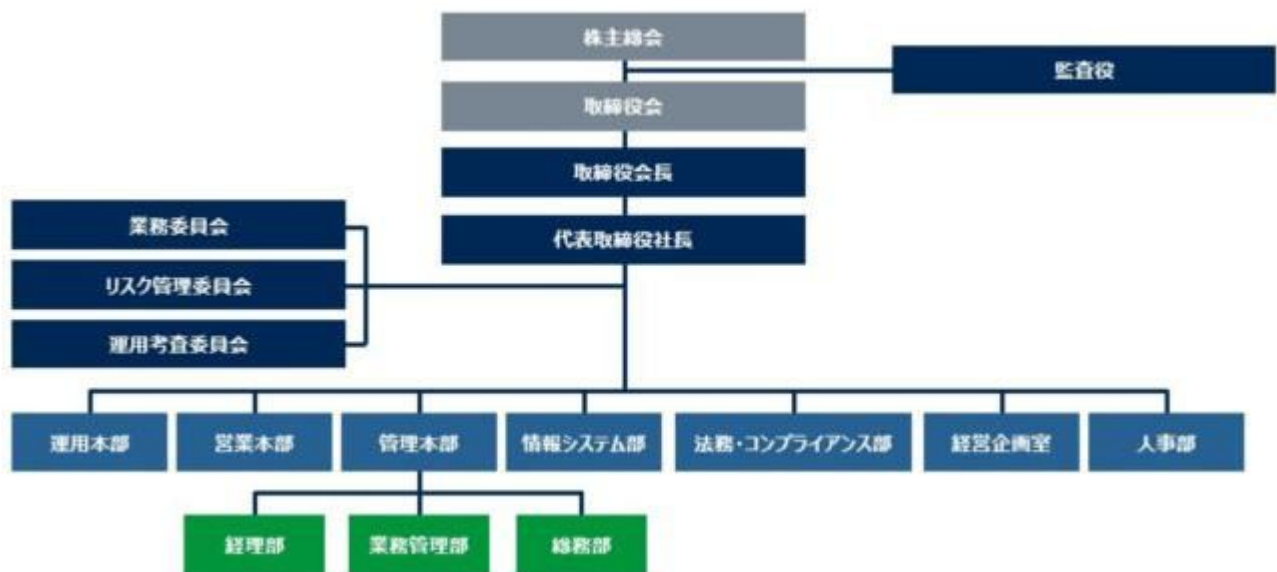 株主総会
監査役
取締役会
取締役会長
代表取締役社長
業務委員会
リスク管理委員会
運用考査委員会
運用本部
営業本部
管理本部
情報システム部
法務・コンプライアンス部
経営企画室
人事部
経理部
業務管理部
総務部